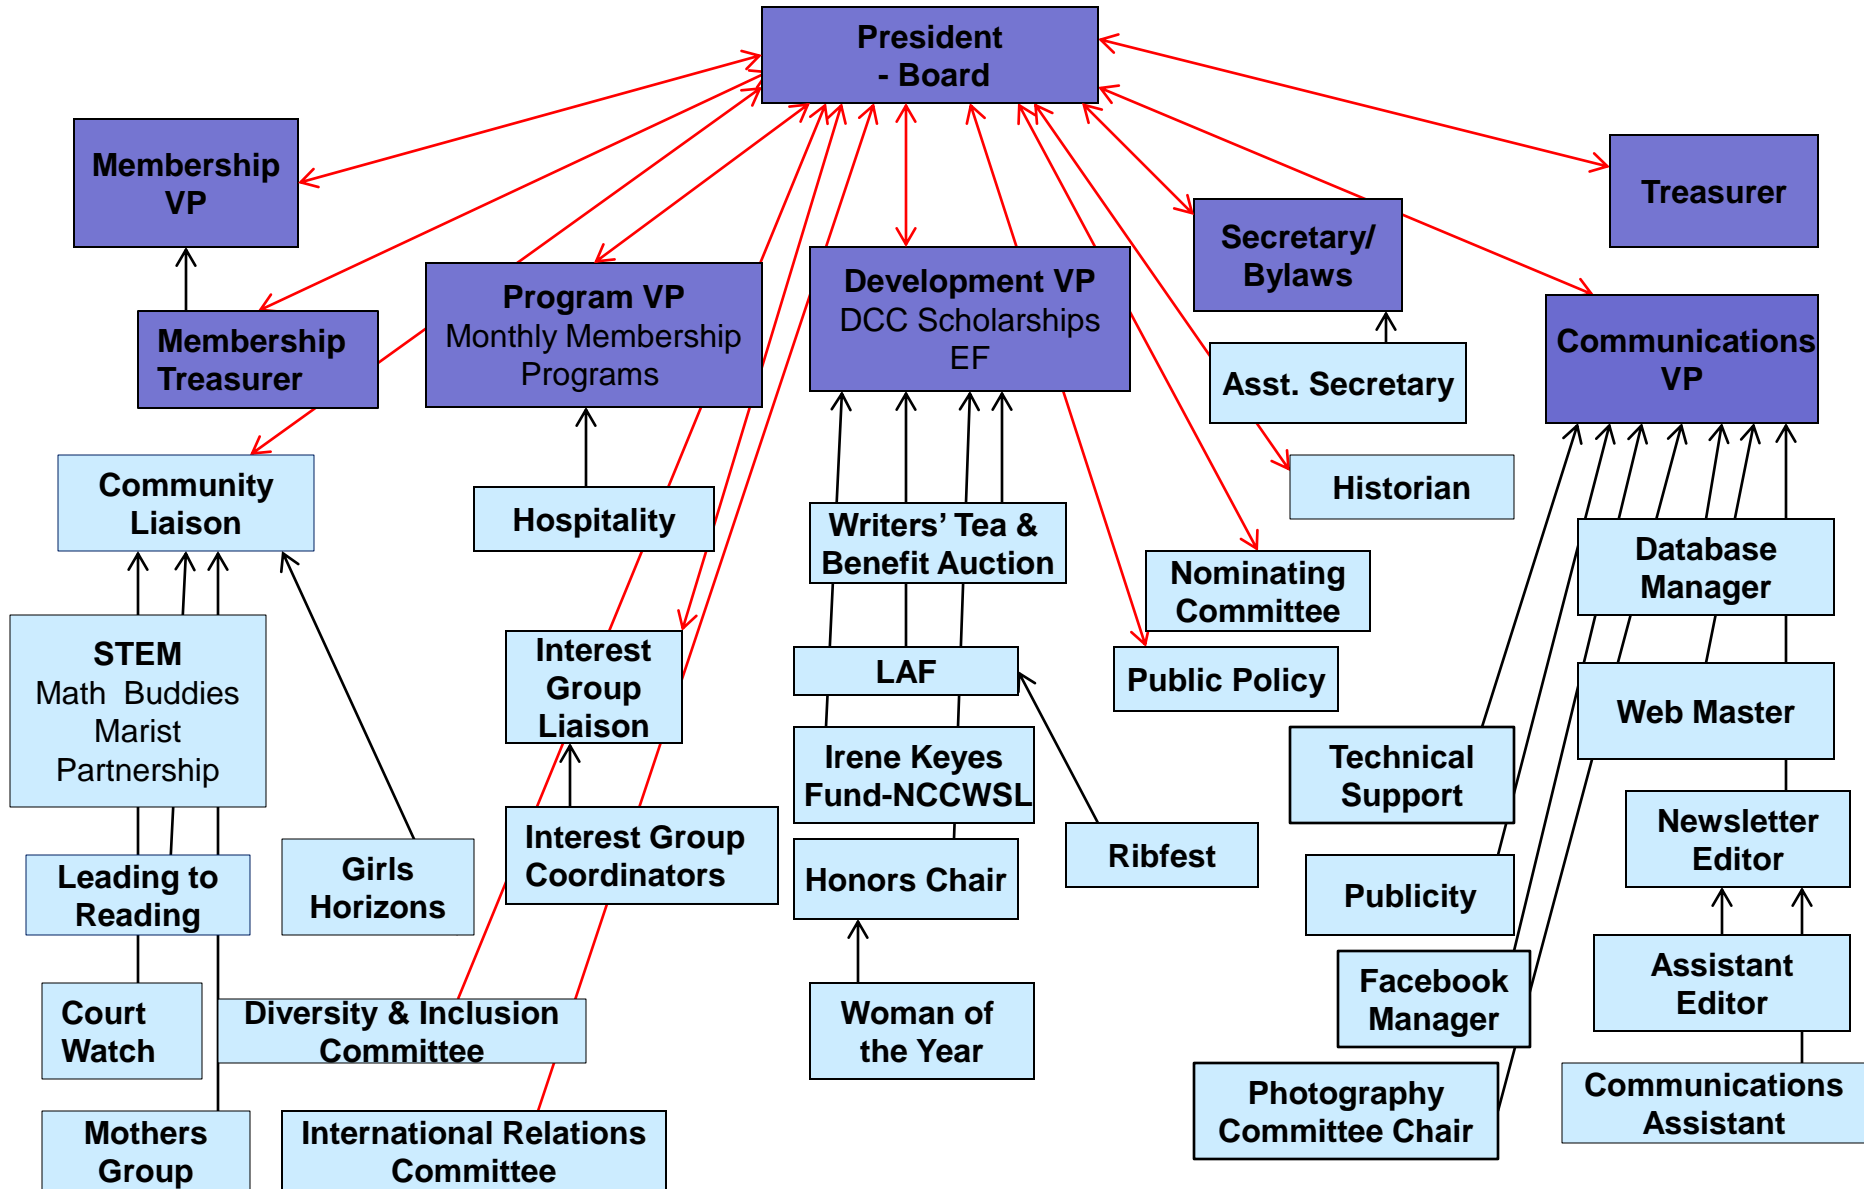 President
- Board
Membership
VP
Treasurer
Secretary/
Bylaws
Program VP
Monthly Membership
Programs
Development VP
DCC Scholarships
EF
Membership
Treasurer
Communications
VP
Asst. Secretary
Community
Liaison
Hospitality
Historian
Writers’ Tea &
Benefit Auction
Nominating
Committee
Database
Manager
STEM
Math  Buddies
Marist
Partnership
Interest
Group
Liaison
LAF
Public Policy
Web Master
Irene Keyes
Fund-NCCWSL
Technical
Support
Newsletter
Editor
Interest Group
Coordinators
Ribfest
Girls
Horizons
Leading to
Reading
Honors Chair
Publicity
Assistant
Editor
Facebook
Manager
Court
Watch
Diversity & Inclusion
Committee
Woman of
the Year
Photography
Committee Chair
Communications
Assistant
Mothers
Group
International Relations
Committee